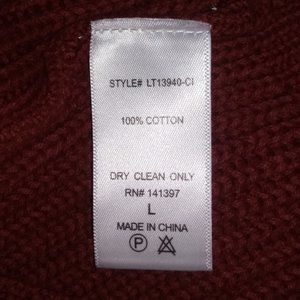 STYLE# LT13940-CI
100% COTTON
DRY CLEAN ONLY
RN# 141397
L
MADE IN CHINA
P